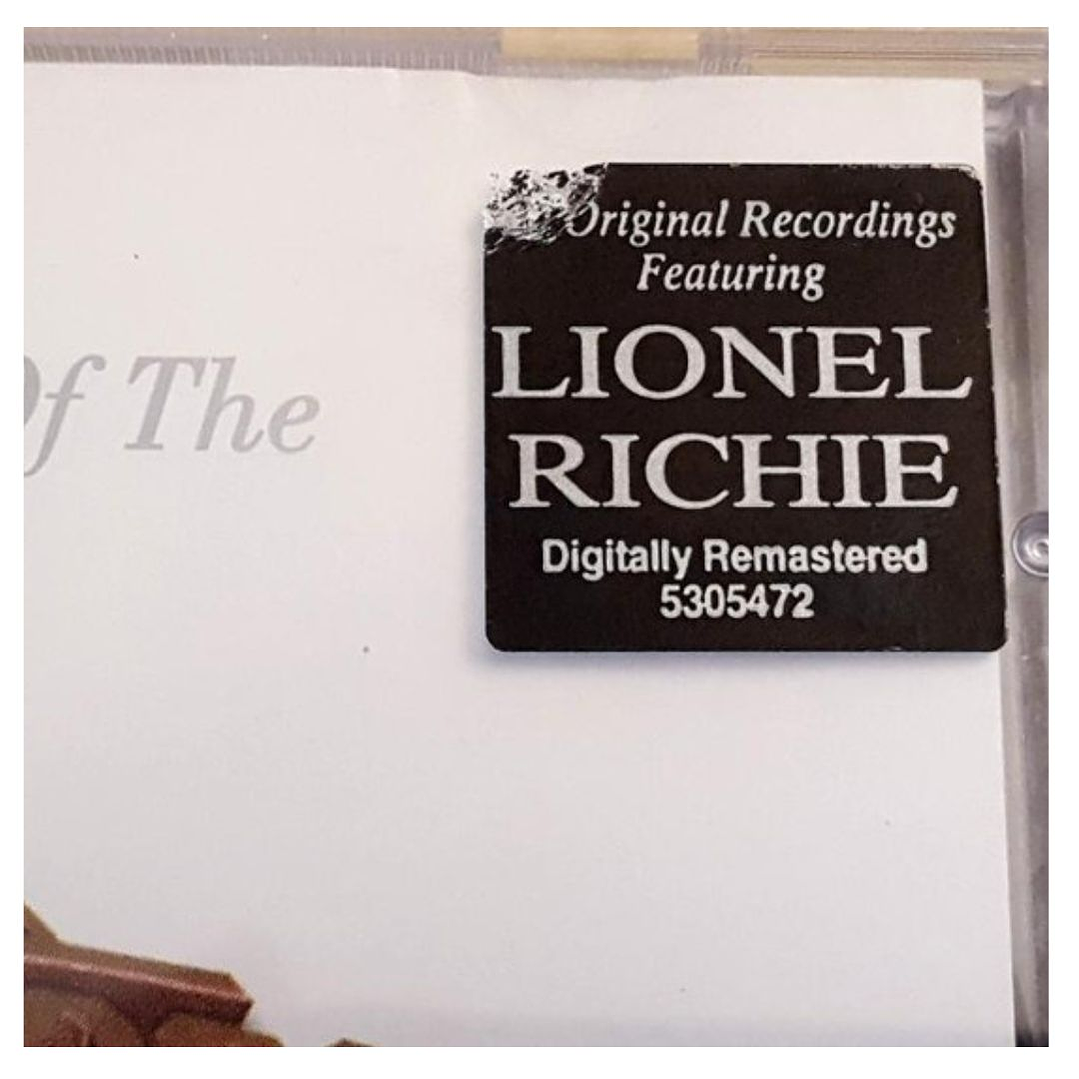 Original Recordings
Featuring
LIONEL
RICHIE
Digitally Remastered
5305472
Of The